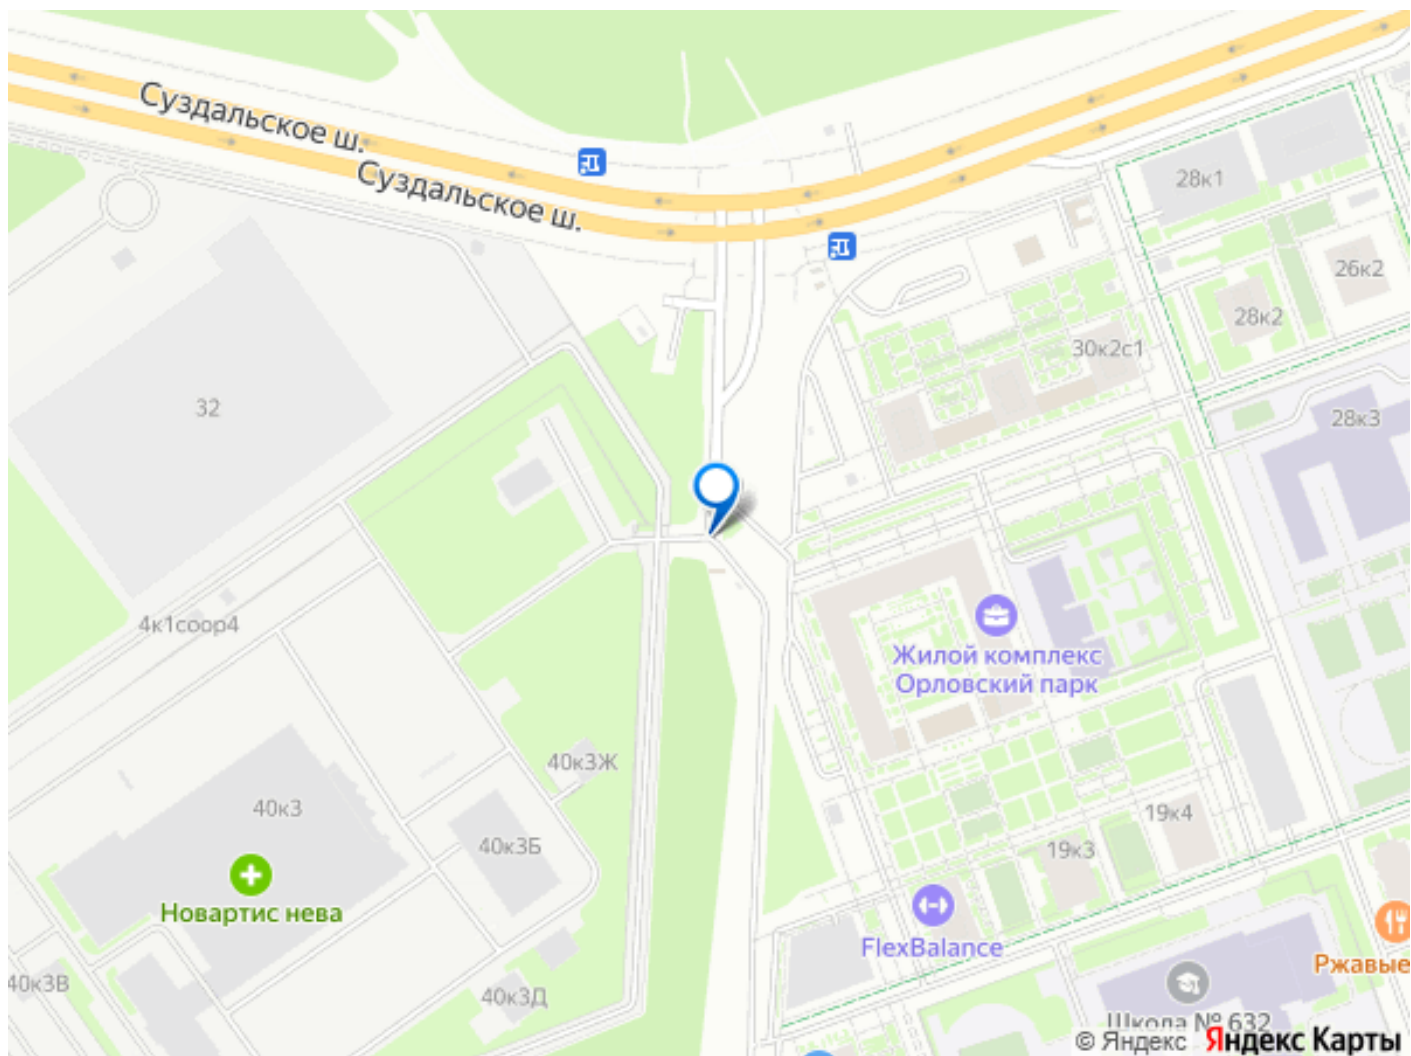 Суздальское ш.
Суздальское ш.
28к1
26к2
28к2
30к2с1
32
28к3
4к1соор4
Жилой комплекс
Орловский парк
40к3Ж
40к3
19к4
40к3Б
19к3
Новартис нева
FlexBalance
Ржавые
40к3В
40к3Д
Школа № 632
© Яндекс Яндекс Карты